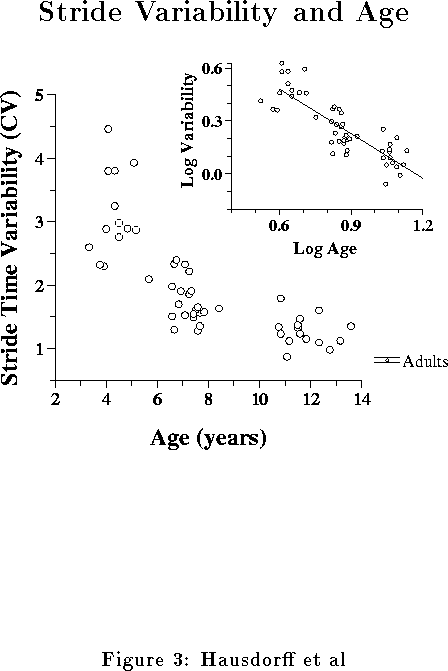 Stride Variability and Age
Stride Time Variability (CV)
5
4
3
2
1
2 4 6 8 10 12 14
Age (years)
Log Variability
0.6
0.3
0.0
0.6 0.9 1.2
Log Age
Adults
Figure 3: Hausdorff et al